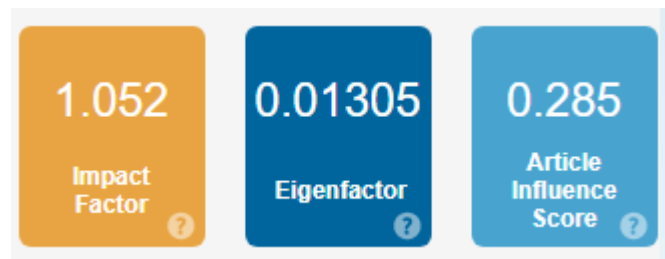 1.052
Impact
Factor
?
0.01305
Eigenfactor
?
0.285
Article
Influence
Score
?